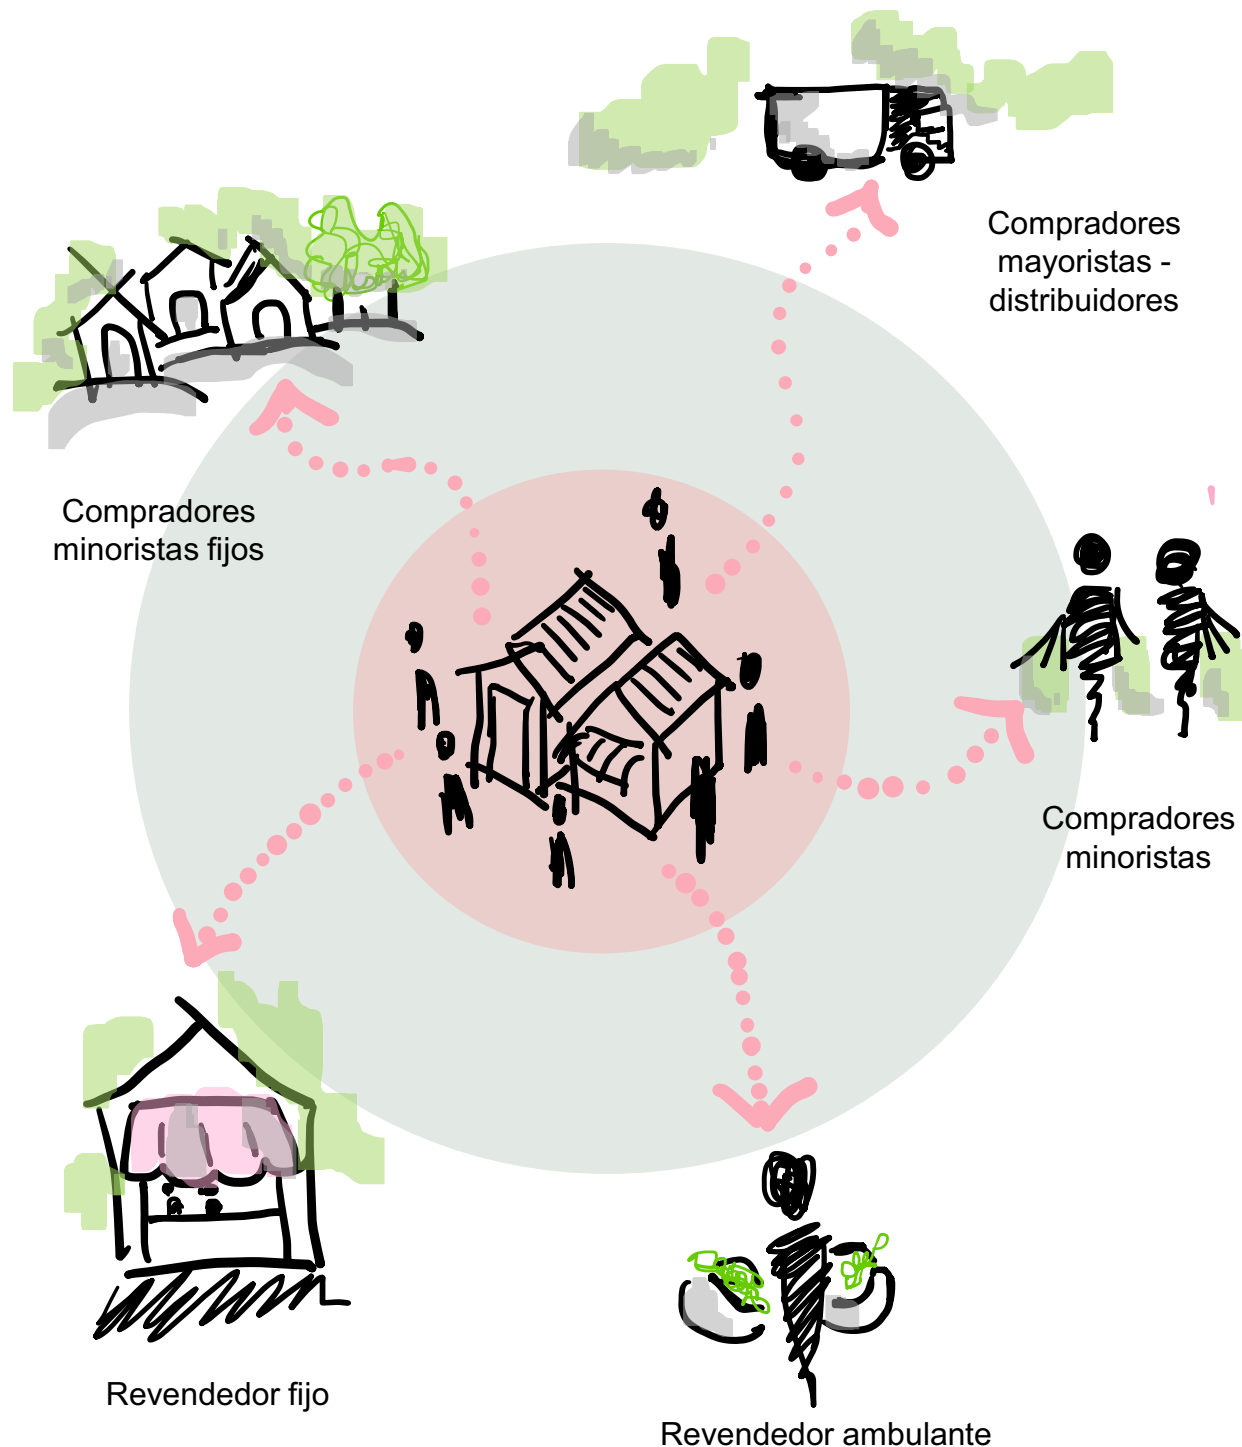 Compradores
mayoristas -
distribuidores
Compradores
minoristas fijos
Compradores
minoristas
Revendedor fijo
Revendedor ambulante